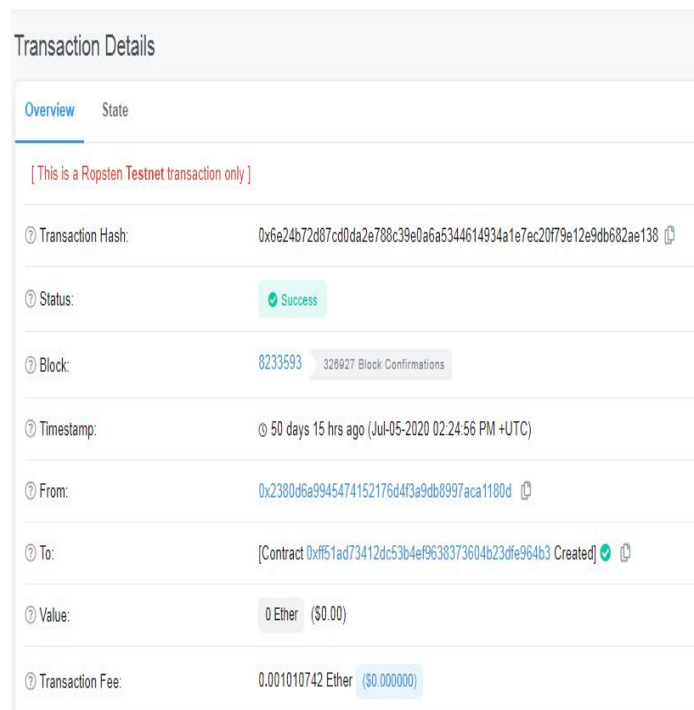 Transaction Details
Overview State
[ This is a Ropsten Testnet transaction only ]
Transaction Hash: 0x6e24b72d87cd0da2e788c39e0a6a5344614934a1e7ec20f79e12e9db682ae138
Status: Success
Block: 8233593 326927 Block Confirmations
Timestamp: 50 days 15 hrs ago (Jul-05-2020 02:24:56 PM +UTC)
From: 0x2380d6a9945474152176d4f3a9db8997aca1180d
To: [Contract 0xff51ad73412dc53b4ef9638373604b23dfe964b3 Created]
Value: 0 Ether ($0.00)
Transaction Fee: 0.001010742 Ether ($0.000000)